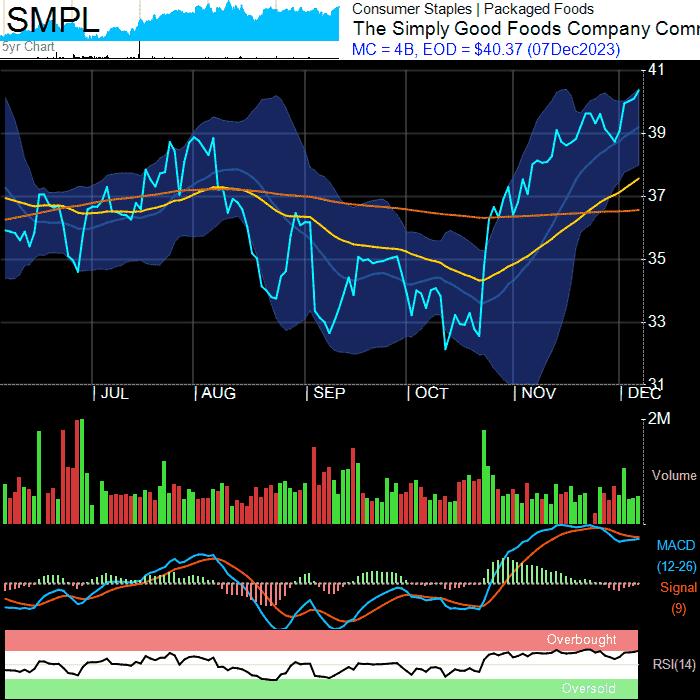 SMPL
5yr Chart
Consumer Staples | Packaged Foods
The Simply Good Foods Company Comm
MC = 4B, EOD = $40.37 (07Dec2023)
41
39
37
35
33
31
JUL AUG SEP OCT NOV DEC
2M
Volume
MACD
(12-26)
Signal
(9)
Overbought
RSI(14)
Oversold